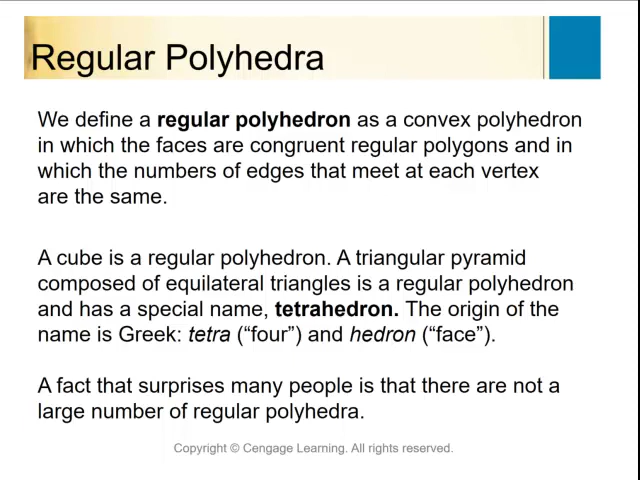 Regular Polyhedra
We define a regular polyhedron as a convex polyhedron
in which the faces are congruent regular polygons and in
which the numbers of edges that meet at each vertex
are the same.
A cube is a regular polyhedron. A triangular pyramid
composed of equilateral triangles is a regular polyhedron
and has a special name, tetrahedron. The origin of the
name is Greek: tetra (“four”) and hedron (“face”).
A fact that surprises many people is that there are not a
large number of regular polyhedra.
Copyright © Cengage Learning. All rights reserved.